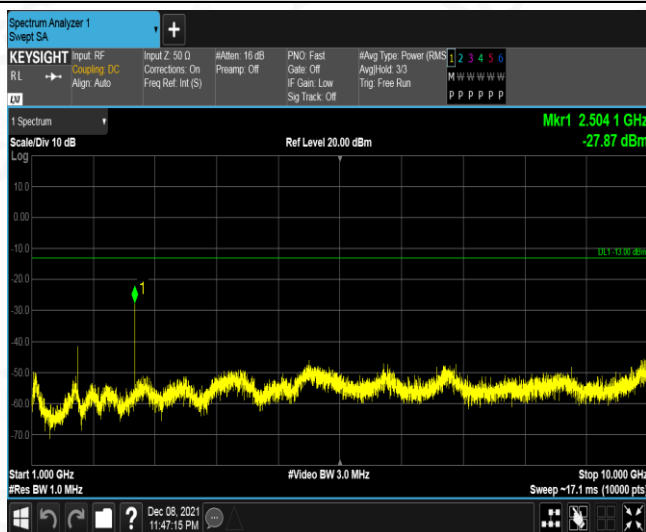 Spectrum Analyzer 1
Swept SA
+
KEYSIGHT
RL
LXI
Input: RF
Coupling: DC
Align: Auto
Input Z: 50 Ω
Corrections: On
Freq Ref: Int (S)
#Atten: 16 dB
Preamp: Off
PNO: Fast
Gate: Off
IF Gain: Low
Sig Track: Off
#Avg Type: Power (RMS
Avg|Hold: 3/3
Trig: Free Run
1 2 3 4 5 6
M W W W W W
P P P P P P
1 Spectrum
Mkr1 2.504 1 GHz
Scale/Div 10 dB
Ref Level 20.00 dBm
-27.87 dBm
Log
10.0
0.00
-10.0
DL1 -13.00 dBm
-20.0
1
-30.0
-40.0
-50.0
-60.0
-70.0
Start 1.000 GHz
#Video BW 3.0 MHz
Stop 10.000 GHz
#Res BW 1.0 MHz
Sweep ~17.1 ms (10000 pts)
?
Dec 08, 2021
11:47:15 PM